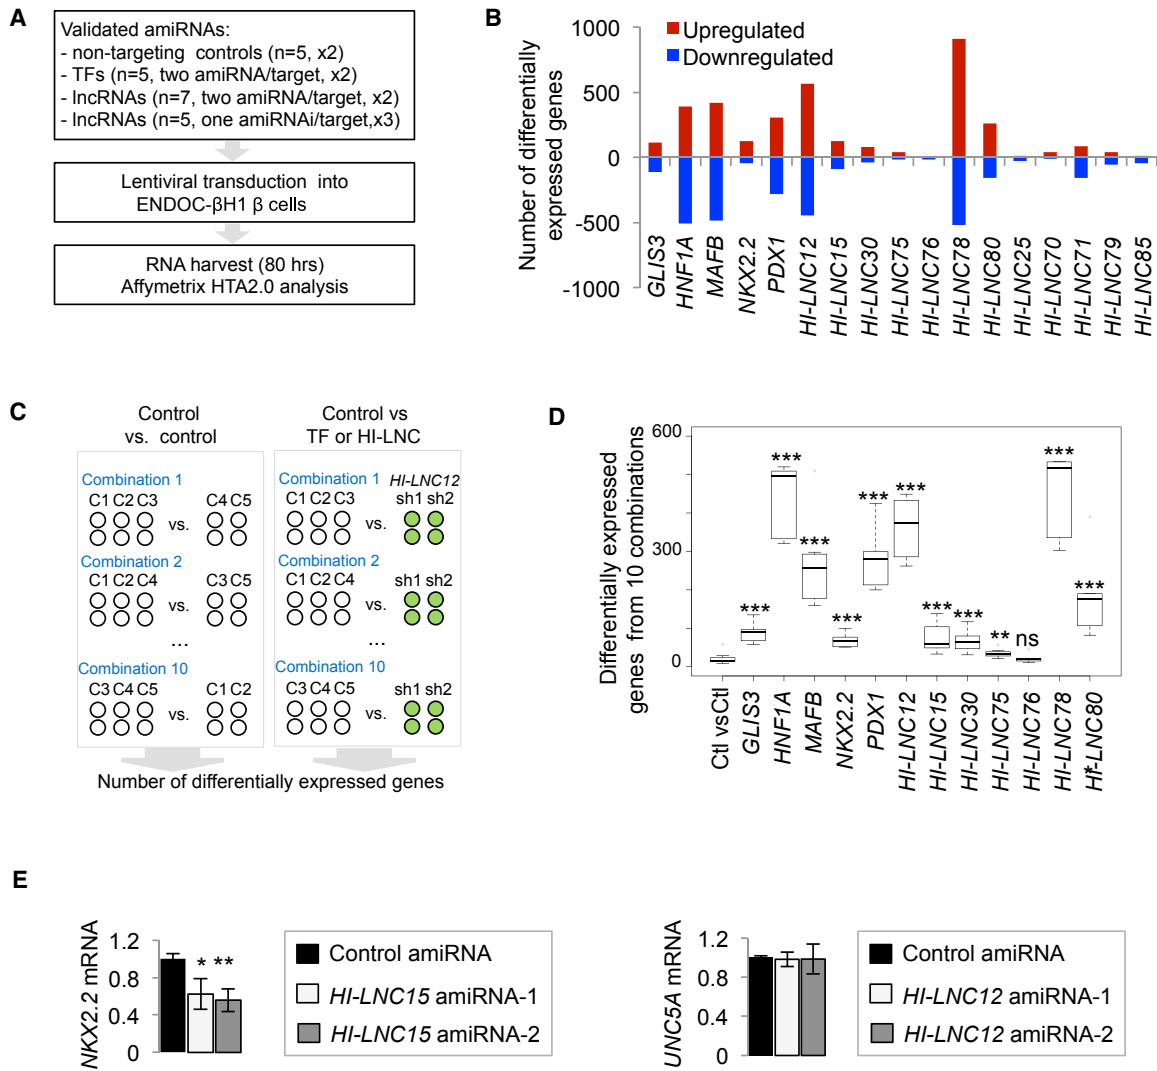 A
Validated amiRNAs:
- non-targeting controls (n=5, x2)
- TFs (n=5, two amiRNA/target, x2)
- lncRNAs (n=7, two amiRNA/target, x2)
- lncRNAs (n=5, one amiRNAi/target,x3)
Lentiviral transduction into
ENDOC-βH1 β cells
RNA harvest (80 hrs)
Affymetrix HTA2.0 analysis
B
Number of differentially
expressed genes
1000
500
0
-500
-1000
Upregulated
Downregulated
GLIS3
HNF1A
MAFB
NKX2.2
PDX1
HI-LNC12
HI-LNC15
HI-LNC30
HI-LNC75
HI-LNC76
HI-LNC78
HI-LNC80
HI-LNC25
HI-LNC70
HI-LNC71
HI-LNC79
HI-LNC85
C
Control
vs. control
Combination 1
C1 C2 C3 C4 C5
vs.
Combination 2
C1 C2 C4 C3 C5
vs.
...
Combination 10
C3 C4 C5 C1 C2
vs.
Control vs
TF or HI-LNC
Combination 1 HI-LNC12
C1 C2 C3 sh1 sh2
vs.
Combination 2
C1 C2 C4 sh1 sh2
vs.
...
Combination 10
C3 C4 C5 sh1 sh2
vs.
Number of differentially expressed genes
D
Differentially expressed
genes from 10 combinations
600
300
0
***
***
***
***
***
***
***
***
**
ns
***
***
Ctl vsCtl
GLIS3
HNF1A
MAFB
NKX2.2
PDX1
HI-LNC12
HI-LNC15
HI-LNC30
HI-LNC75
HI-LNC76
HI-LNC78
HI-LNC80
*
E
NKX2.2 mRNA
1.2
0.8
0.4
0
* **
Control amiRNA
HI-LNC15 amiRNA-1
HI-LNC15 amiRNA-2
UNC5A mRNA
1.2
0.8
0.4
0
Control amiRNA
HI-LNC12 amiRNA-1
HI-LNC12 amiRNA-2